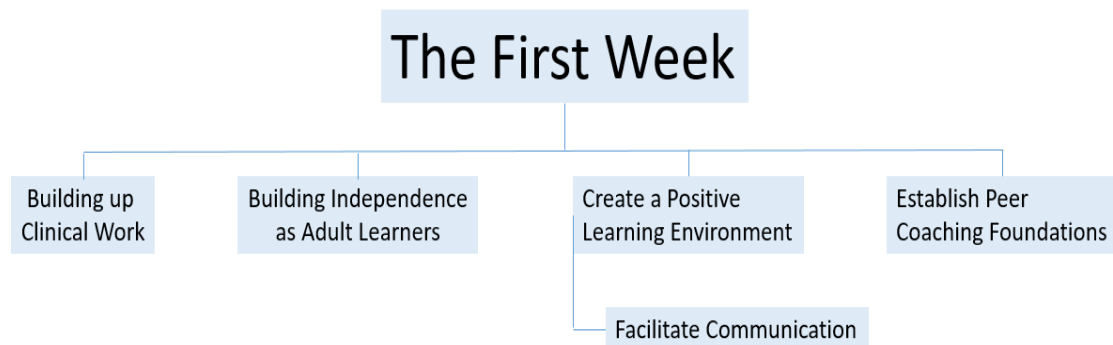 The First Week
Building up
Clinical Work
Building Independence
as Adult Learners
Create a Positive
Learning Environment
Establish Peer
Coaching Foundations
Facilitate Communication